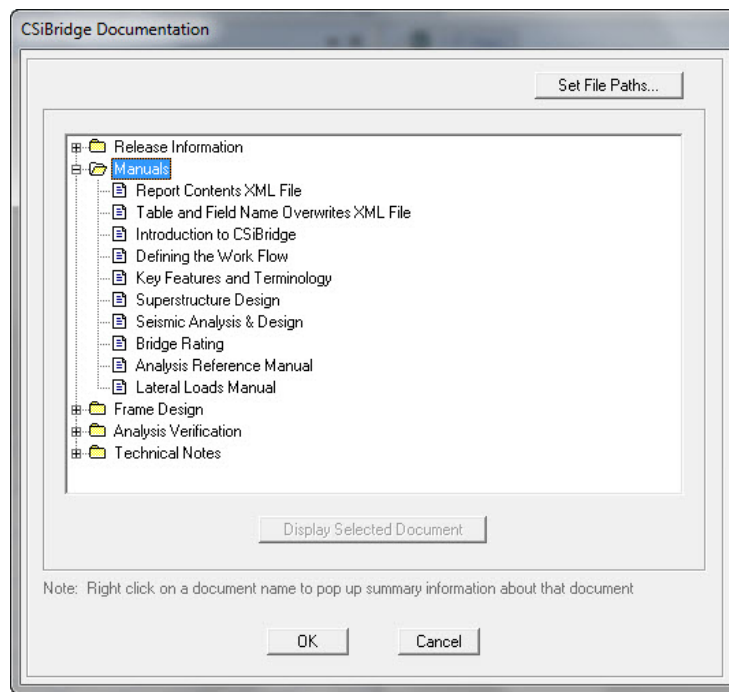 CSiBridge Documentation
Set File Paths...
Release Information
Manuals
Report Contents XML File
Table and Field Name Overwrites XML File
Introduction to CSiBridge
Defining the Work Flow
Key Features and Terminology
Superstructure Design
Seismic Analysis & Design
Bridge Rating
Analysis Reference Manual
Lateral Loads Manual
Frame Design
Analysis Verification
Technical Notes
Display Selected Document
Note: Right click on a document name to pop up summary information about that document
OK Cancel